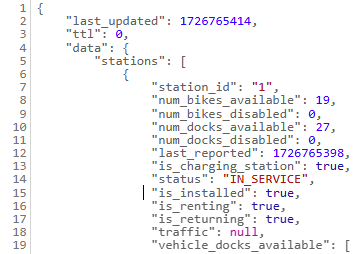 1 {
2 "last_updated": 1726765414,
3 "ttl": 0,
4 "data": {
5 "stations": [
6 {
7 "station_id": "1",
8 "num_bikes_available": 19,
9 "num_bikes_disabled": 0,
10 "num_docks_available": 27,
11 "num_docks_disabled": 0,
12 "last_reported": 1726765398,
13 "is_charging_station": true,
14 "status": "IN_SERVICE",
15 "is_installed": true,
16 "is_renting": true,
17 "is_returning": true,
18 "traffic": null,
19 "vehicle_docks_available": [